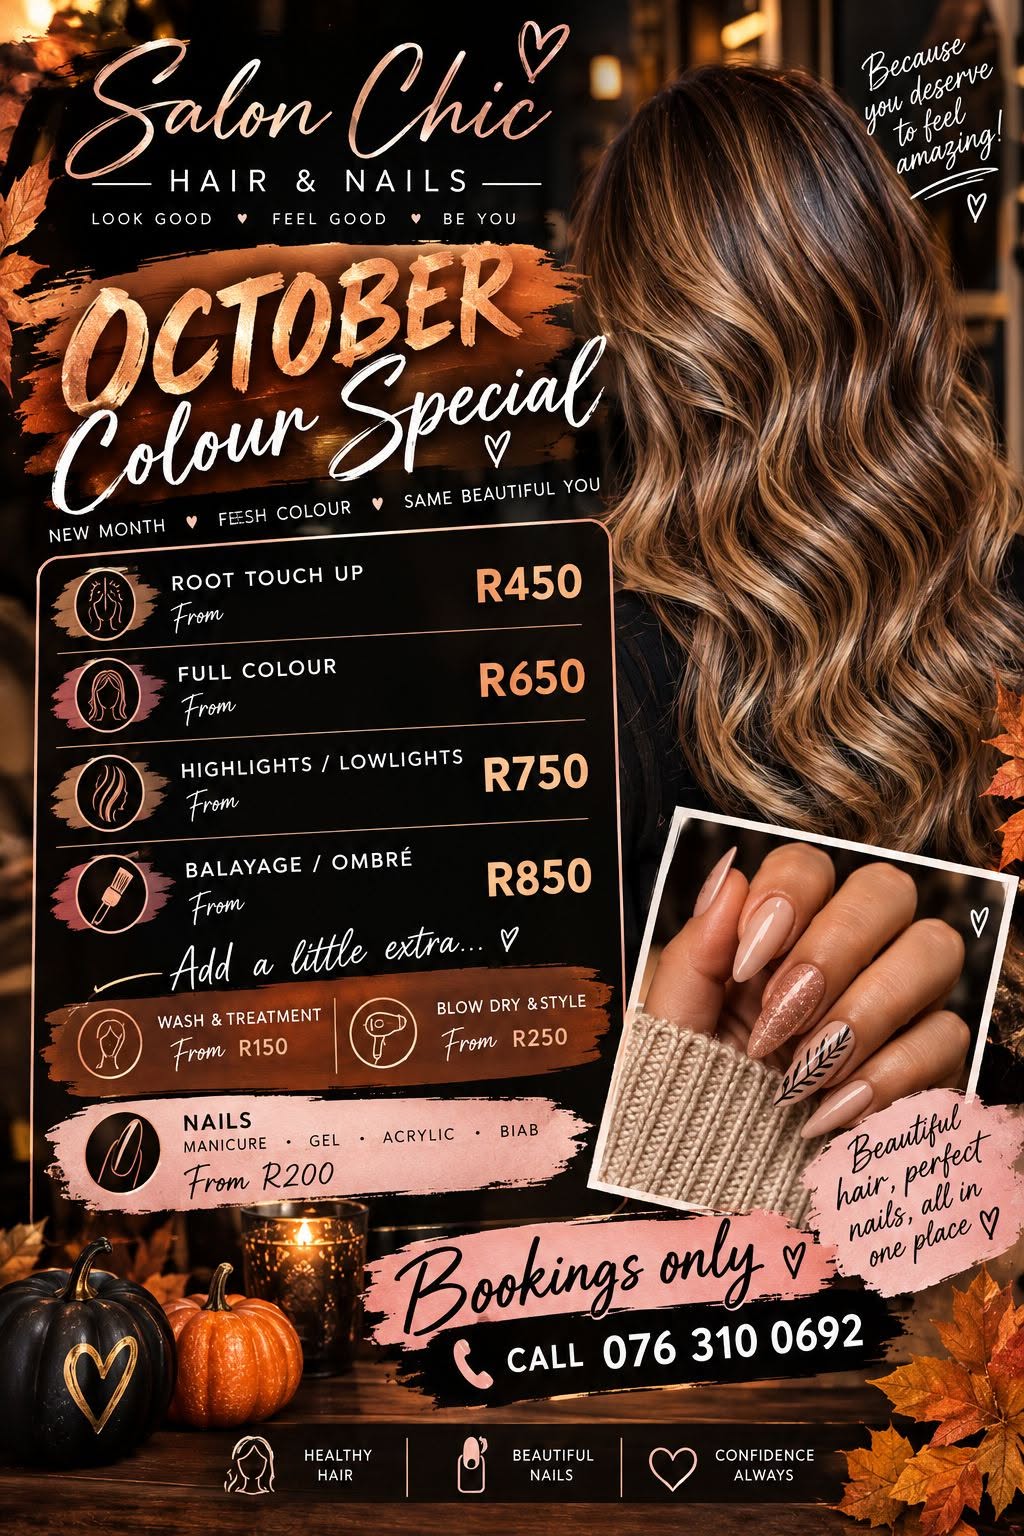 Salon Chic
HAIR & NAILS
LOOK GOOD ♥ FEEL GOOD ♥ BE YOU
Because
you deserve
to feel
amazing!
OCTOBER
Colour Special
NEW MONTH ♥ FEESH COLOUR ♥ SAME BEAUTIFUL YOU
ROOT TOUCH UP
From
R450
FULL COLOUR
From
R650
HIGHLIGHTS / LOWLIGHTS
From
R750
BALAYAGE / OMBRÉ
From
R850
Add a little extra...
WASH & TREATMENT
From R150
BLOW DRY & STYLE
From R250
NAILS
MANICURE • GEL • ACRYLIC • BIAB
From R200
Beautiful
hair, perfect
nails, all in
one place
Bookings only
CALL 076 310 0692
HEALTHY
HAIR
BEAUTIFUL
NAILS
CONFIDENCE
ALWAYS